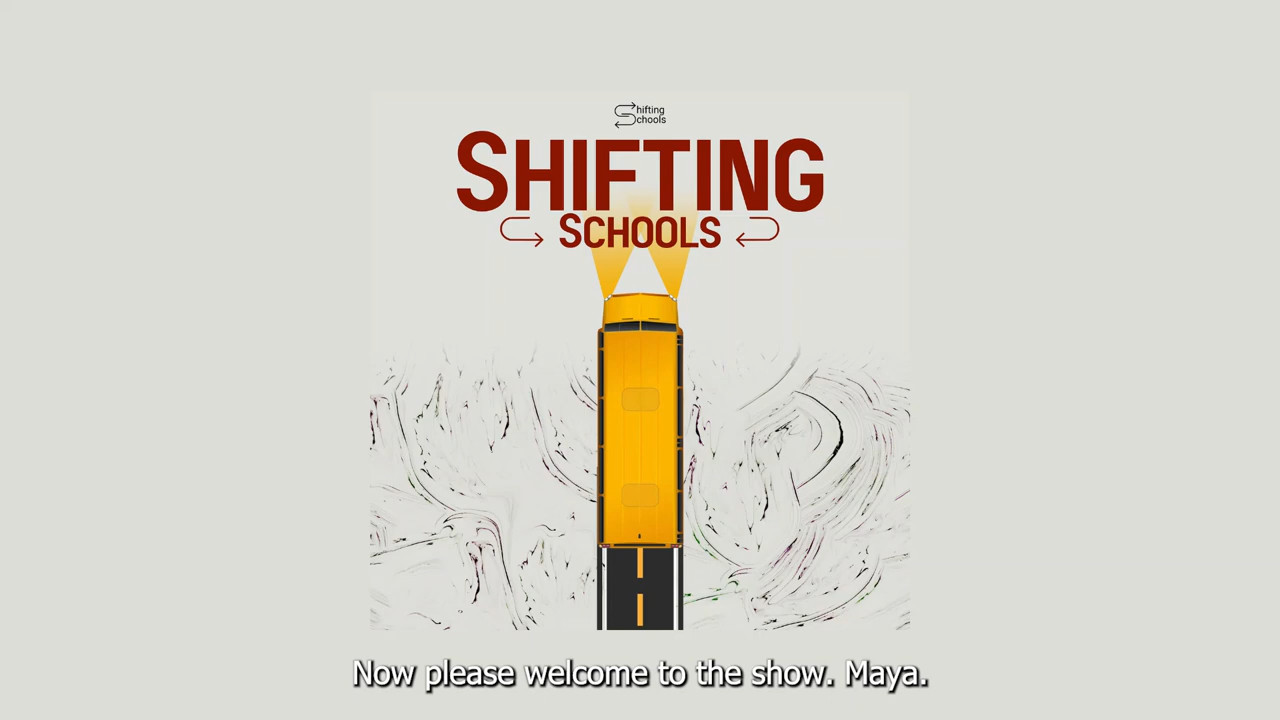 Shifting
Schools
SHIFTING
SCHOOLS
Now please welcome to the show. Maya.